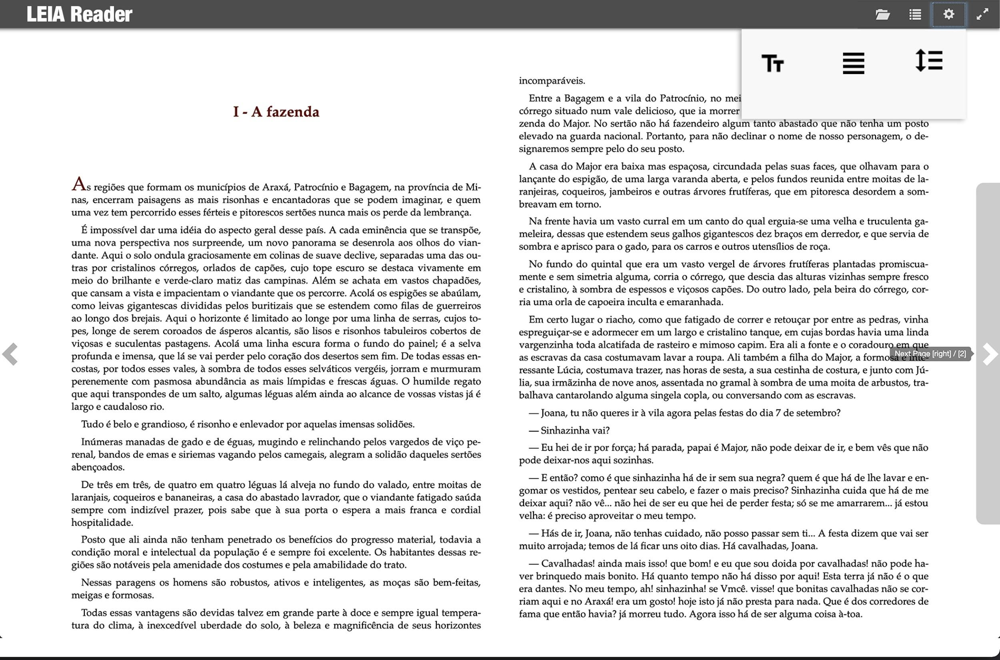 LEIA Reader
I - A fazenda
As regiões que formam os municípios de Araxá, Patrocínio e Bagagem, na província de Mi-
nas, encerram paisagens as mais risonhas e encantadoras que se podem imaginar, e quem
uma vez tem percorrido esses férteis e pitorescos sertões nunca mais os perde da lembrança.
É impossível dar uma idéia do aspecto geral desse país. A cada eminência que se transpõe,
uma nova perspectiva nos surpreende, um novo panorama se desenrola aos olhos do vian-
dante. Aqui o solo ondula graciosamente em colinas de suave declive, separadas uma das ou-
tras por cristalinos córregos, orlados de capões, cujo tope escuro se destaca vivamente em
meio do brilhante e verde-claro matiz das campinas. Além se achata em vastos chapadões,
que cansam a vista e impacientam o viandante que os percorre. Acolá os espigões se abaúlam,
como leivas gigantescas divididas pelos buritizais que se estendem como filas de guerreiros
ao longo dos brejais. Aqui o horizonte é limitado ao longe por uma linha de serras, cujos to-
pes, longe de serem coroados de ásperos alcantis, são lisos e risonhos tabuleiros cobertos de
viçosas e suculentas pastagens. Acolá uma linha escura forma o fundo do painel; é a selva
profunda e imensa, que lá se vai perder pelo coração dos desertos sem fim. De todas essas en-
costas, por todos esses vales, à sombra de todos esses selváticos vergéis, jorram e murmuram
perenemente com pasmosa abundância as mais límpidas e frescas águas. O humilde regato
que aqui transpondes de um salto, algumas léguas além ainda ao alcance de vossas vistas já é
largo e caudaloso rio.
Tudo é belo e grandioso, é risonho e enlevador por aquelas imensas solidões.
Inúmeras manadas de gado e de éguas, mugindo e relinchando pelos vargedos de viço pe-
renal, bandos de emas e siriemas vagando pelos camegais, alegram a solidão daqueles sertões
abençoados.
De três em três, de quatro em quatro léguas lá alveja no fundo do valado, entre moitas de
laranjais, coqueiros e bananeiras, a casa do abastado lavrador, que o viandante fatigado saúda
sempre com indizível prazer, pois sabe que à sua porta o espera a mais franca e cordial
hospitalidade.
Posto que ali ainda não tenham penetrado os benefícios do progresso material, todavia a
condição moral e intelectual da população é e sempre foi excelente. Os habitantes dessas re-
giões são notáveis pela amenidade dos costumes e pela amabilidade do trato.
Nessas paragens os homens são robustos, ativos e inteligentes, as moças são bem-feitas,
meigas e formosas.
Todas essas vantagens são devidas talvez em grande parte à doce e sempre igual tempera-
tura do clima, à inexcedível uberdade do solo, à beleza e magnificência de seus horizontes
incomparáveis.
Entre a Bagagem e a vila do Patrocínio, no mei
córrego situado num vale delicioso, que ia morrer
zenda do Major. No sertão não há fazendeiro algum tanto abastado que não tenha um posto
elevado na guarda nacional. Portanto, para não declinar o nome de nosso personagem, o de-
signaremos sempre pelo do seu posto.
A casa do Major era baixa mas espaçosa, circundada pelas suas faces, que olhavam para o
lançante do espigão, de uma larga varanda aberta, e pelos fundos reunida entre moitas de la-
ranjeiras, coqueiros, jambeiros e outras árvores frutíferas, que em pitoresca desordem a som-
breavam em torno.
Na frente havia um vasto curral em um canto do qual erguia-se uma velha e truculenta ga-
meleira, dessas que estendem seus galhos gigantescos dez braços em derredor, e que servia de
sombra e aprisco para o gado, para os carros e outros utensílios de roça.
No fundo do quintal que era um vasto vergel de árvores frutíferas plantadas promiscua-
mente e sem simetria alguma, corria o córrego, que descia das alturas vizinhas sempre fresco
e cristalino, à sombra de espessos e viçosos capões. Do outro lado, pela beira do córrego, cor-
ria uma orla de capoeira inculta e emaranhada.
Em certo lugar o riacho, como que fatigado de correr e retouçar por entre as pedras, vinha
espreguiçar-se e adormecer em um largo e cristalino tanque, em cujas bordas havia uma linda
vargenzinha toda alcatifada de rasteiro e mimoso capim. Era ali a fonte e o coradouro em que
as escravas da casa costumavam lavar a roupa. Ali também a filha do Major, a formosa e inte-
Next Page [right] / [2]
ressante Lúcia, costumava trazer, nas horas de sesta, a sua cestinha de costura, e junto com Jú-
lia, sua irmãzinha de nove anos, assentada no gramal à sombra de uma moita de arbustos, tra-
balhava cantarolando alguma singela copla, ou conversando com as escravas.
— Joana, tu não queres ir à vila agora pelas festas do dia 7 de setembro?
— Sinhazinha vai?
— Eu hei de ir por força; há parada, papai é Major, não pode deixar de ir, e bem vês que não
pode deixar-nos aqui sozinhas.
— E então? como é que sinhazinha há de ir sem sua negra? quem é que há de lhe lavar e en-
gomar os vestidos, pentear seu cabelo, e fazer o mais preciso? Sinhazinha cuida que há de me
deixar aqui? não vê... não hei de ser eu que hei de perder festa; só se me amarrarem... já estou
velha: é preciso aproveitar o meu tempo.
— Hás de ir, Joana, não tenhas cuidado, não posso passar sem ti... A festa dizem que vai ser
muito arrojada; temos de lá ficar uns oito dias. Há cavalhadas, Joana.
— Cavalhadas! ainda mais isso! que bom! e eu que sou doida por cavalhadas! não pode ha-
ver brinquedo mais bonito. Há quanto tempo não há disso por aqui! Esta terra já não é o que
era dantes. No meu tempo, ah! sinhazinha! se Vmcê. visse! que bonitas cavalhadas não se cor-
riam aqui e no Araxá! era um gosto! hoje isto já não presta para nada. Que é dos corredores de
fama que então havia? já morreu tudo. Agora isso há de ser alguma coisa à-toa.